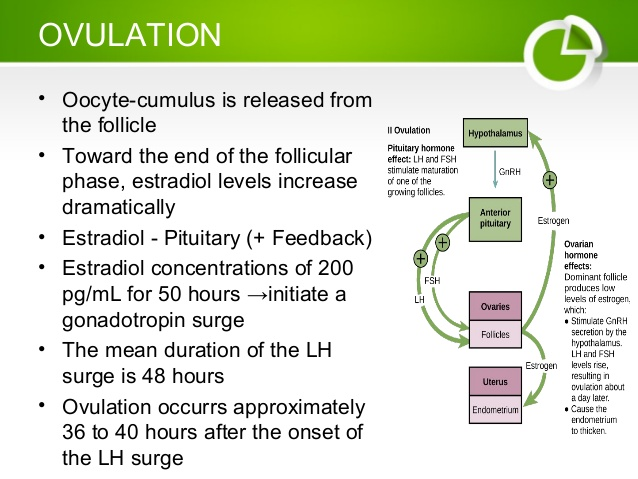 OVULATION
• Oocyte-cumulus is released from
the follicle
• Toward the end of the follicular
phase, estradiol levels increase
dramatically
• Estradiol - Pituitary (+ Feedback)
• Estradiol concentrations of 200
pg/mL for 50 hours →initiate a
gonadotropin surge
• The mean duration of the LH
surge is 48 hours
• Ovulation occurrs approximately
36 to 40 hours after the onset of
the LH surge
II Ovulation
Pituitary hormone
effect: LH and FSH
stimulate maturation
of one of the
growing follicles.
Hypothalamus
GnRH
Anterior
pituitary
+
+
+
Estrogen
FSH
LH
Ovaries
Follicles
Estrogen
Uterus
Endometrium
Ovarian
hormone
effects:
Dominant follicle
produces low
levels of estrogen,
which:
● Stimulate GnRH
secretion by the
hypothalamus.
LH and FSH
levels rise,
resulting in
ovulation about
a day later.
● Cause the
endometrium
to thicken.